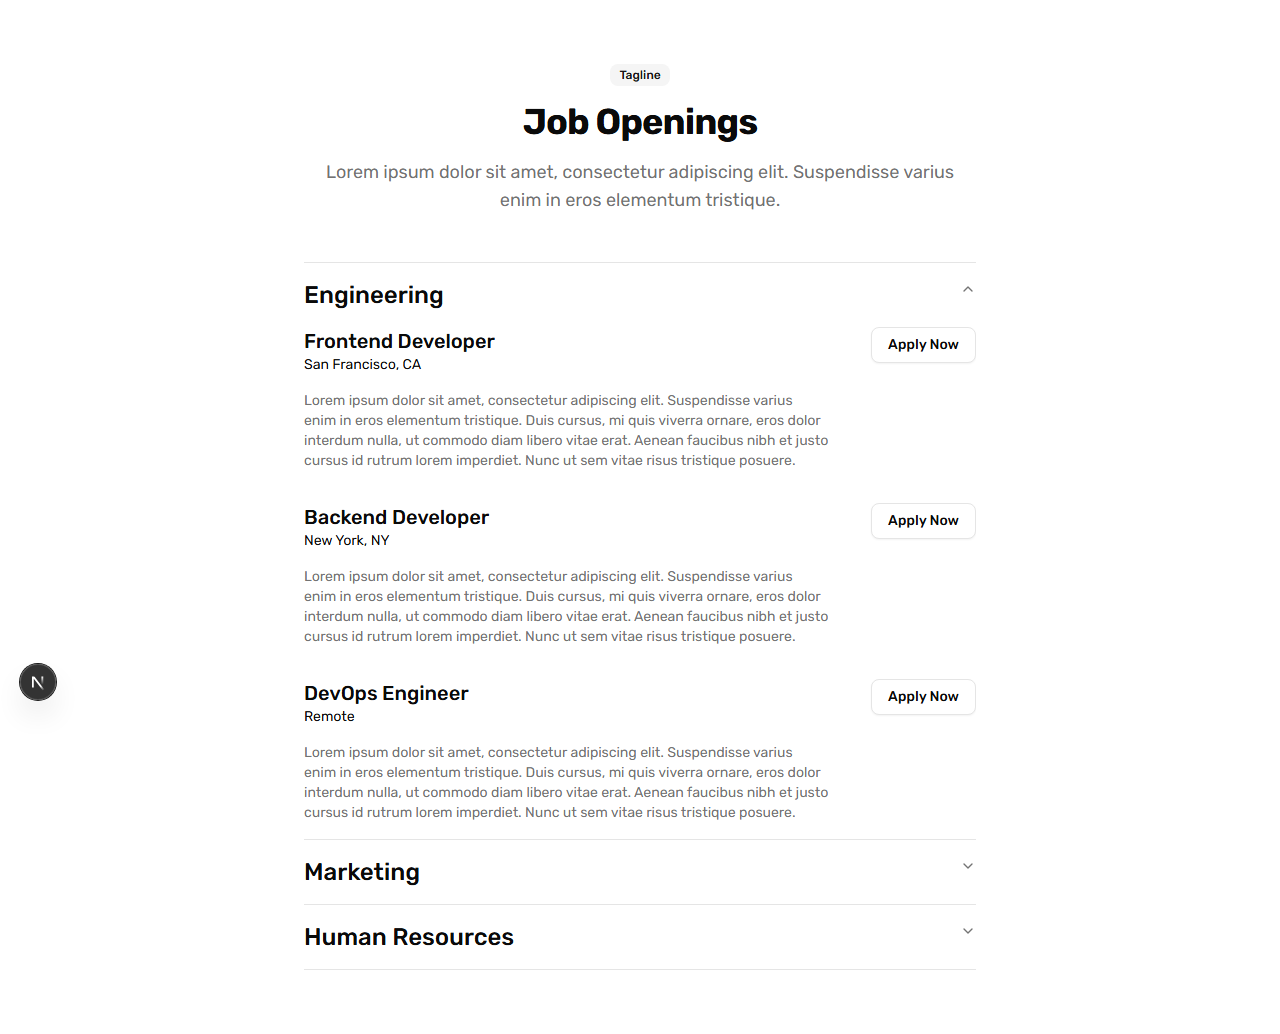 Tagline
Job Openings
Lorem ipsum dolor sit amet, consectetur adipiscing elit. Suspendisse varius
enim in eros elementum tristique.
Engineering
Frontend Developer
Apply Now
San Francisco, CA
Lorem ipsum dolor sit amet, consectetur adipiscing elit. Suspendisse varius
enim in eros elementum tristique. Duis cursus, mi quis viverra ornare, eros dolor
interdum nulla, ut commodo diam libero vitae erat. Aenean faucibus nibh et justo
cursus id rutrum lorem imperdiet. Nunc ut sem vitae risus tristique posuere.
Backend Developer
Apply Now
New York, NY
Lorem ipsum dolor sit amet, consectetur adipiscing elit. Suspendisse varius
enim in eros elementum tristique. Duis cursus, mi quis viverra ornare, eros dolor
interdum nulla, ut commodo diam libero vitae erat. Aenean faucibus nibh et justo
cursus id rutrum lorem imperdiet. Nunc ut sem vitae risus tristique posuere.
DevOps Engineer
Apply Now
Remote
Lorem ipsum dolor sit amet, consectetur adipiscing elit. Suspendisse varius
enim in eros elementum tristique. Duis cursus, mi quis viverra ornare, eros dolor
interdum nulla, ut commodo diam libero vitae erat. Aenean faucibus nibh et justo
cursus id rutrum lorem imperdiet. Nunc ut sem vitae risus tristique posuere.
Marketing
Human Resources
N